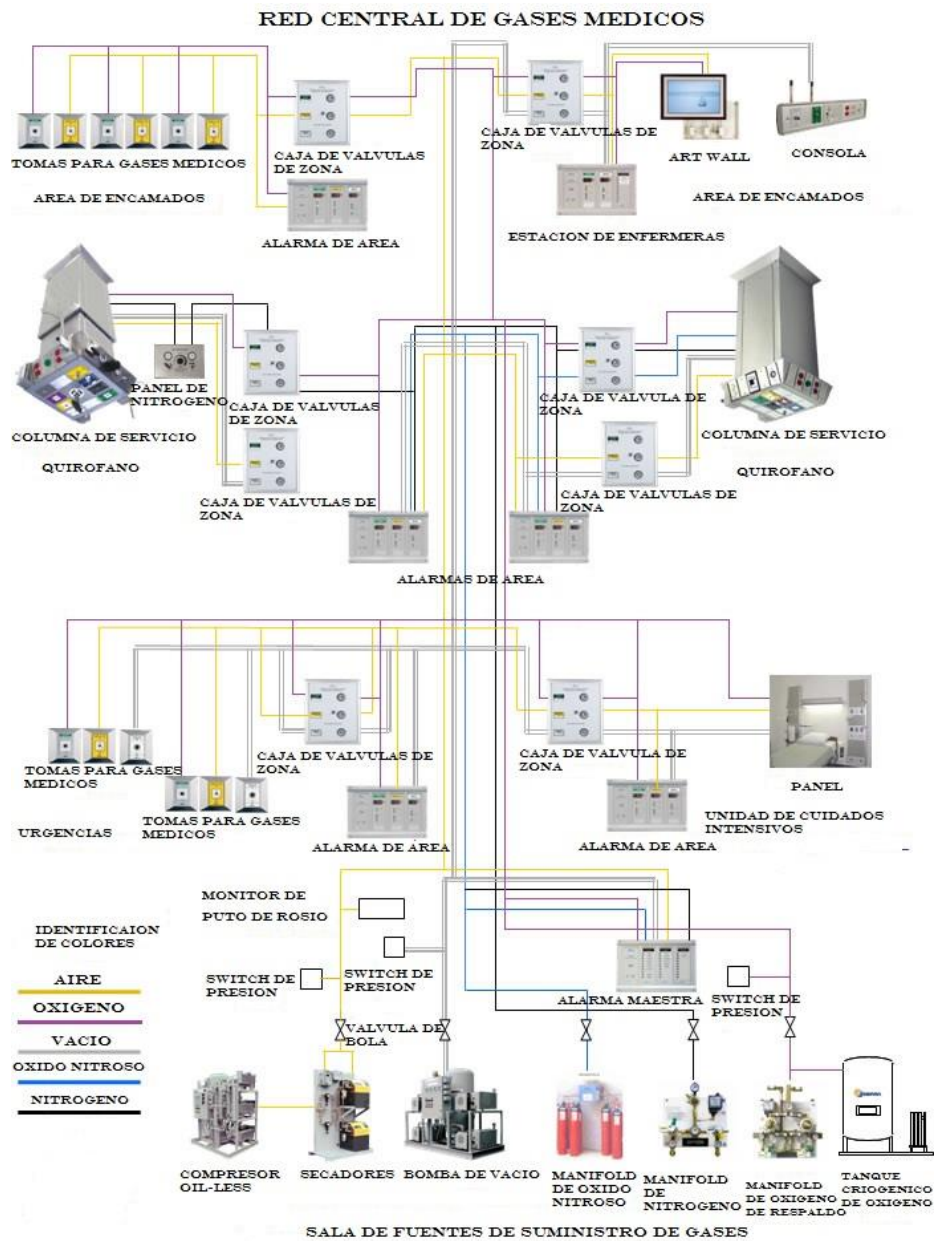 RED CENTRAL DE GASES MEDICOS
TOMAS PARA GASES MEDICOS
AREA DE ENCAMADOS
CAJA DE VALVULAS
DE ZONA
ALARMA DE AREA
CAJA DE VALVULAS DE
ZONA
ESTACION DE ENFERMERAS
ART WALL
CONSOLA
AREA DE ENCAMADOS
COLUMNA DE SERVICIO
QUIROFANO
PANEL DE
NITROGENO
CAJA DE VALVULAS
DE ZONA
CAJA DE VALVULAS DE
ZONA
CAJA DE VALVULA DE
ZONA
CAJA DE VALVULAS DE
ZONA
COLUMNA DE SERVICIO
QUIROFANO
ALARMAS DE AREA
TOMAS PARA GASES
MEDICOS
TOMAS PARA GASES
MEDICOS
URGENCIAS
CAJA DE VALVULAS DE
ZONA
ALARMA DE ÁREA
CAJA DE VALVULA DE
ZONA
ALARMA DE AREA
PANEL
UNIDAD DE CUIDADOS
INTENSIVOS
MONITOR DE
PUTO DE ROSIO
SWITCH DE
PRESION
SWITCH DE
PRESION
VALVULA DE
BOLA
ALARMA MAESTRA
SWITCH DE
PRESION
IDENTIFICAION
DE COLORES
AIRE
OXIGENO
VACIO
OXIDO NITROSO
NITROGENO
COMPRESOR
OIL-LESS
SECADORES
BOMBA DE VACIO
MANIFOLD
DE OXIDO
NITROSO
MANIFOLD
DE
NITROGENO
MANIFOLD
DE OXIGENO
DE RESPALDO
TANQUE
CRIOGENICO
DE OXIGENO
SALA DE FUENTES DE SUMINISTRO DE GASES